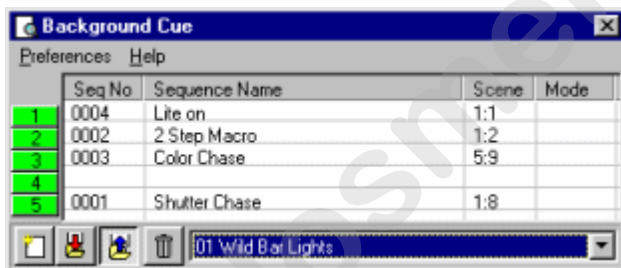 Background Cue
Preferences Help
Seq No Sequence Name Scene Mode
1 0004 Lite on 1:1
2 0002 2 Step Macro 1:2
3 0003 Color Chase 5:9
4
5 0001 Shutter Chase 1:8
01 Wild Bar Lights